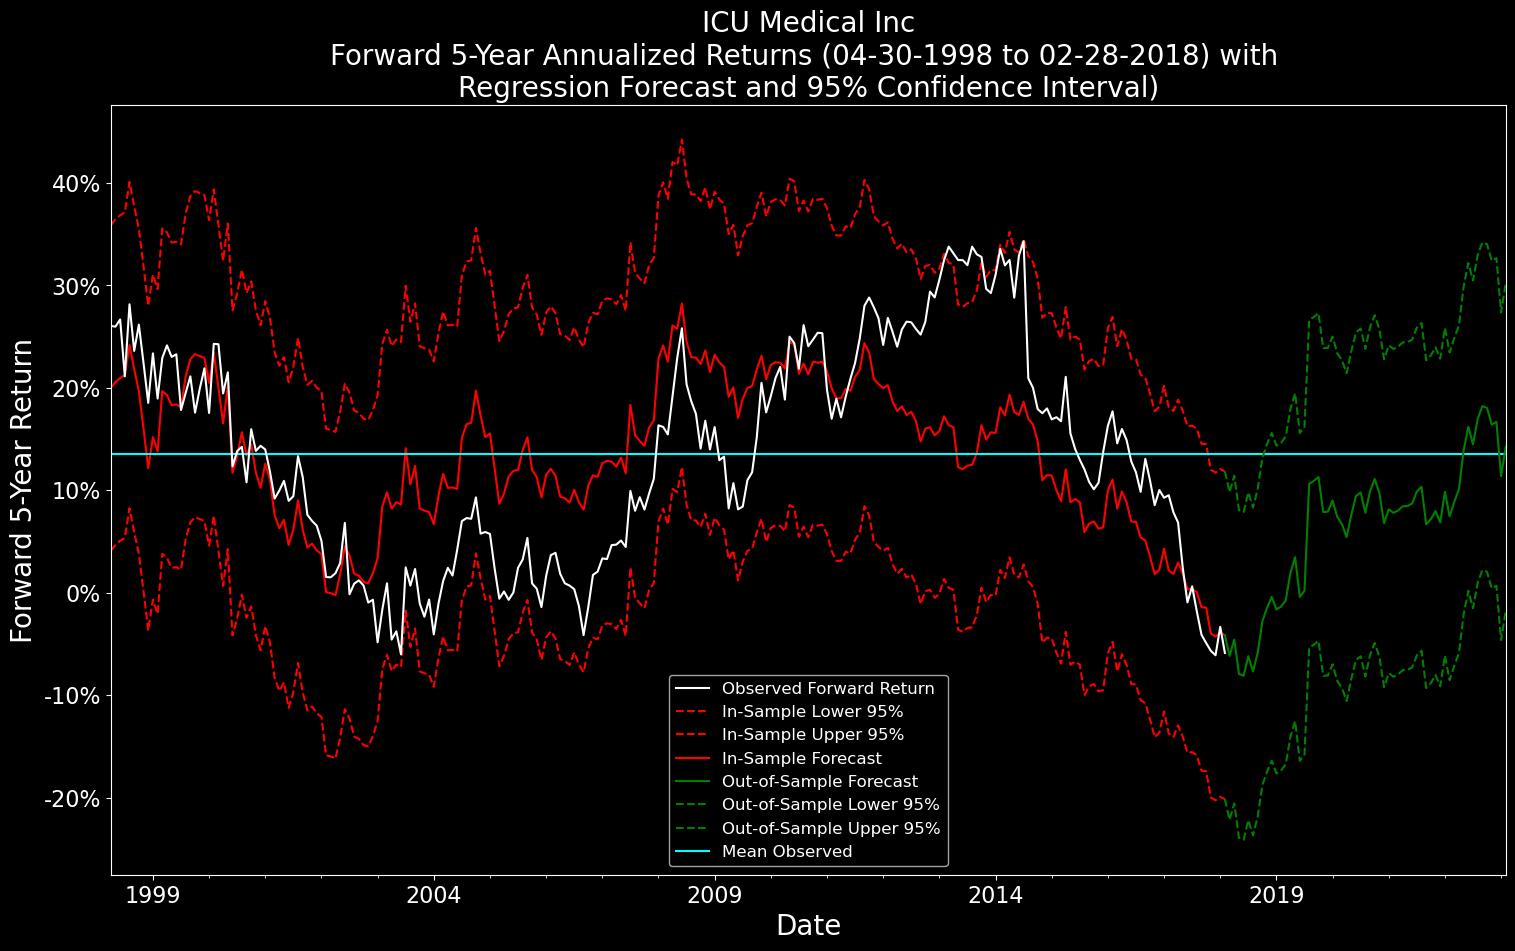 ICU Medical Inc
Forward 5-Year Annualized Returns (04-30-1998 to 02-28-2018) with
Regression Forecast and 95% Confidence Interval)
Forward 5-Year Return
40%
30%
20%
10%
0%
-10%
-20%
Observed Forward Return
In-Sample Lower 95%
In-Sample Upper 95%
In-Sample Forecast
Out-of-Sample Forecast
Out-of-Sample Lower 95%
Out-of-Sample Upper 95%
Mean Observed
1999
2004
2009
2014
2019
Date